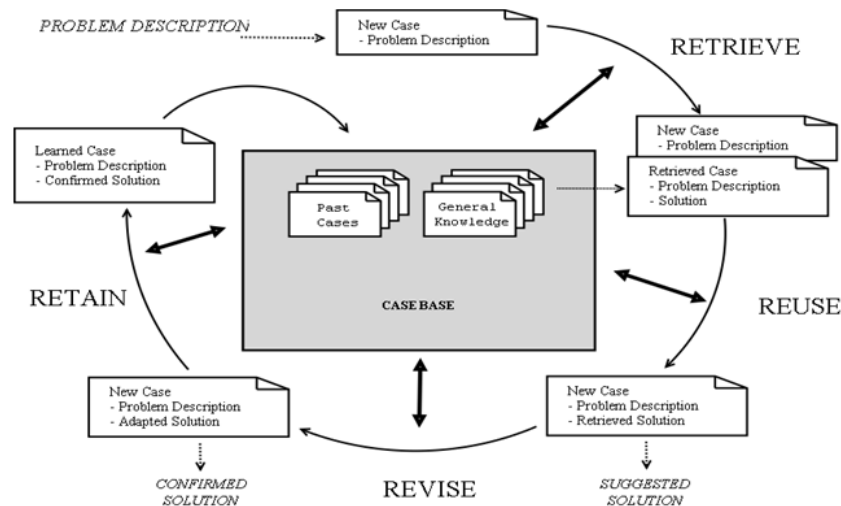 PROBLEM DESCRIPTION
New Case
- Problem Description
RETRIEVE
New Case
- Problem Description
Retrieved Case
- Problem Description
- Solution
Learned Case
- Problem Description
- Confirmed Solution
Past
Cases
General
Knowledge
CASE BASE
RETAIN
REUSE
New Case
- Problem Description
- Adapted Solution
New Case
- Problem Description
- Retrieved Solution
CONFIRMED
SOLUTION
REVISE
SUGGESTED
SOLUTION